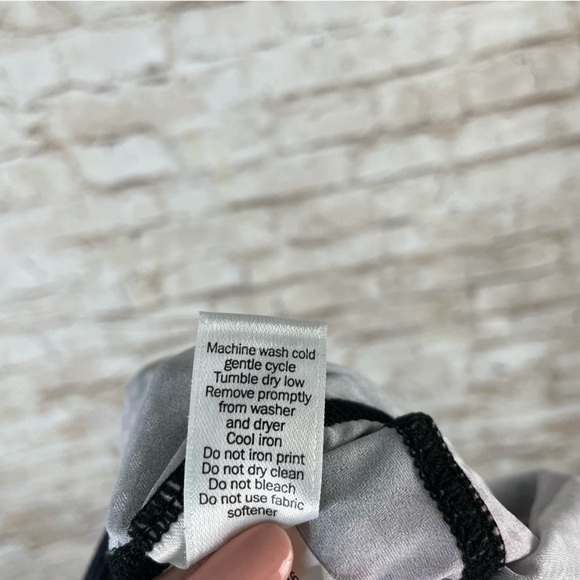 Machine wash cold
gentle cycle
Tumble dry low
Remove promptly
from washer
and dryer
Cool iron
Do not iron print
Do not dry clean
Do not bleach
Do not use fabric
softener